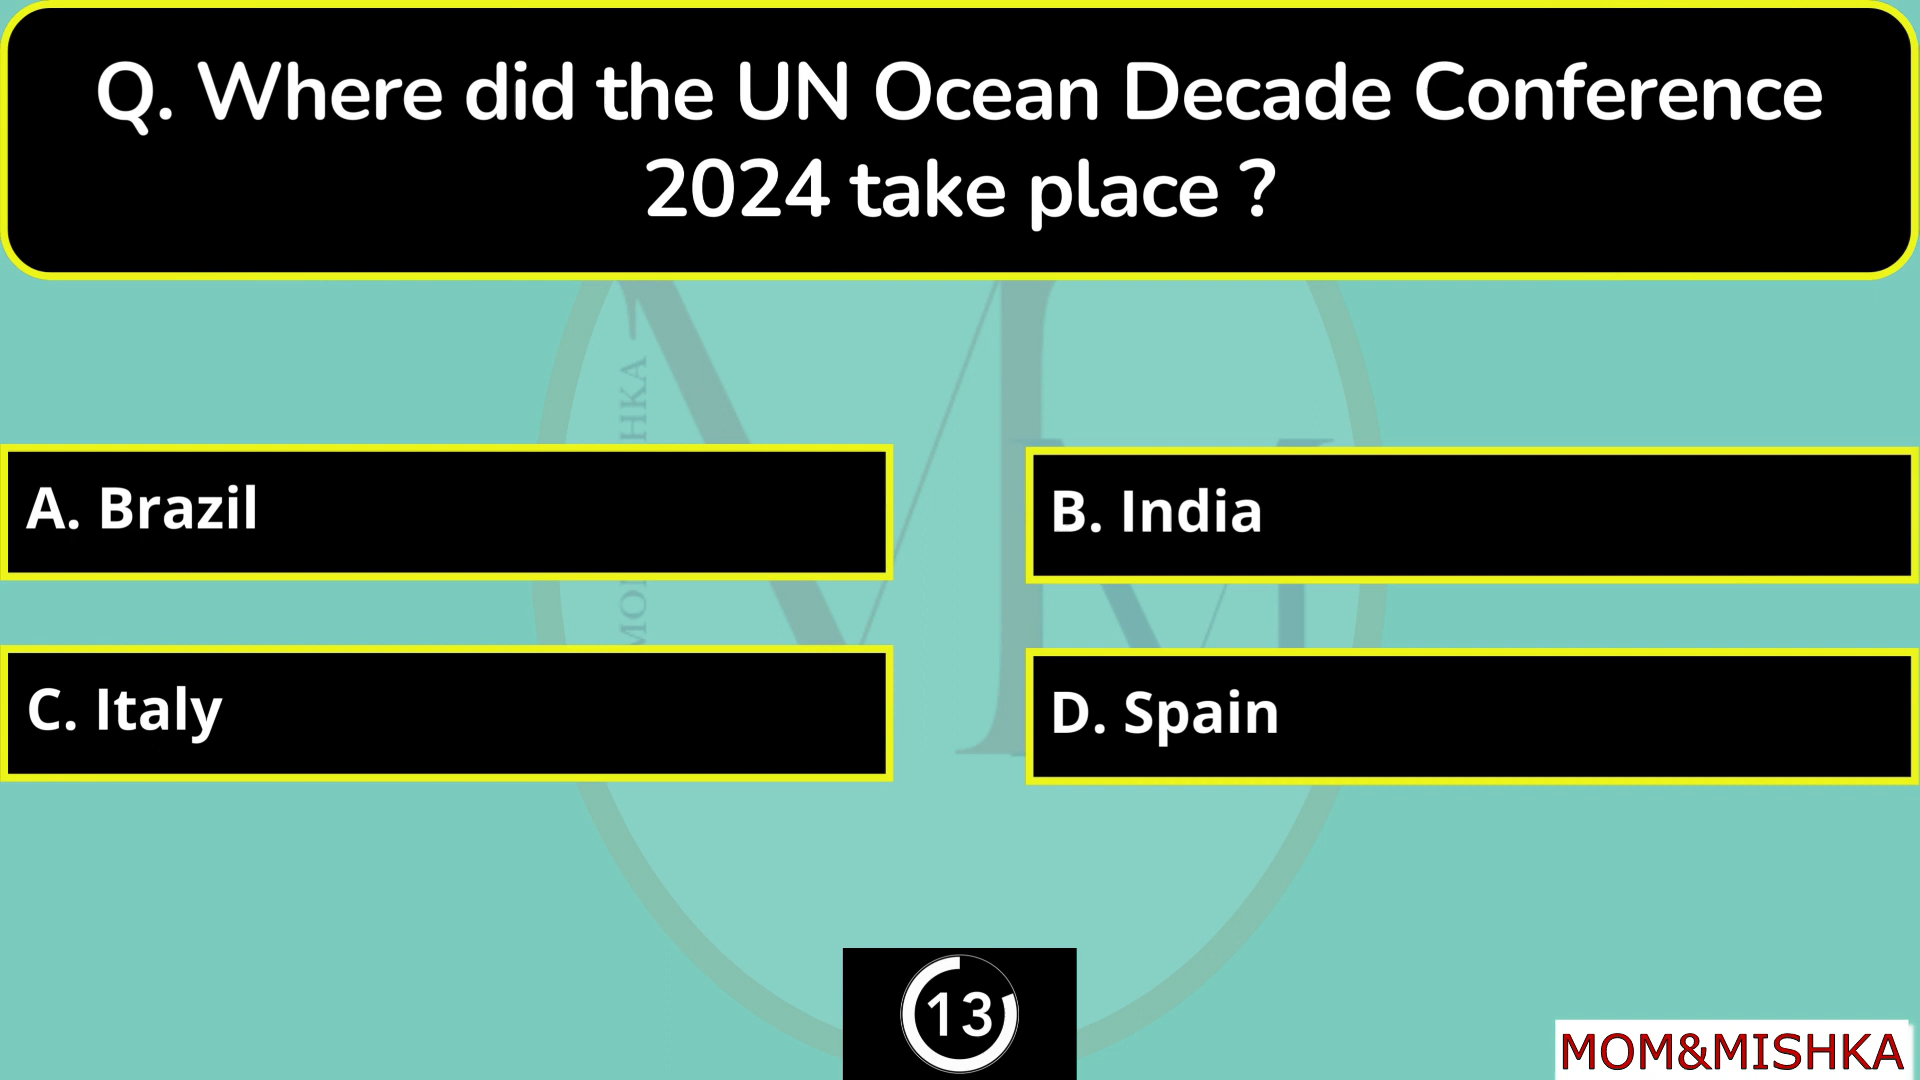 Q. Where did the UN Ocean Decade Conference
2024 take place ?
A. Brazil
B. India
C. Italy
D. Spain
13
MOM&MISHKA